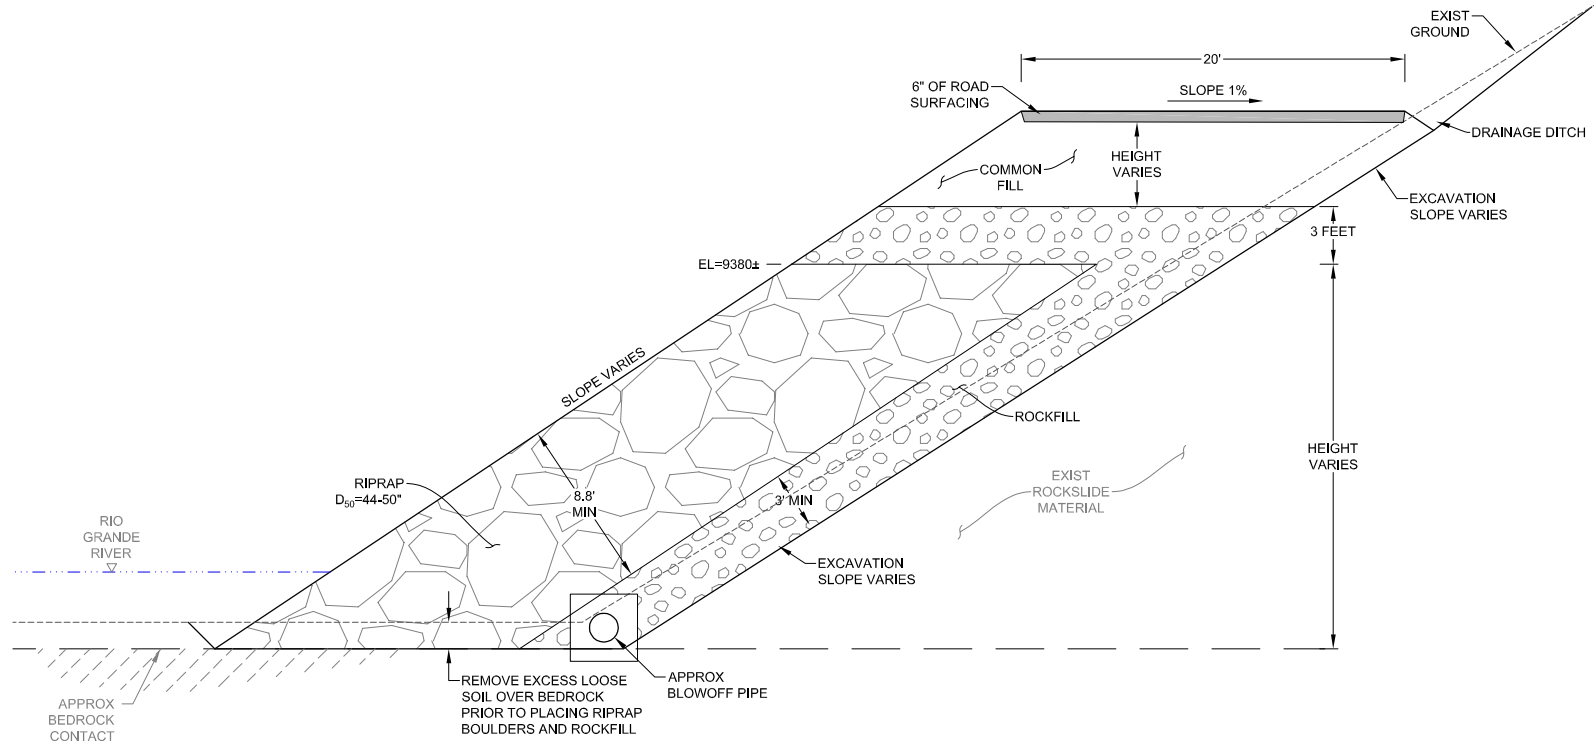 EXIST
GROUND
20'
6" OF ROAD
SURFACING
SLOPE 1%
DRAINAGE DITCH
HEIGHT
VARIES
COMMON
FILL
EXCAVATION
SLOPE VARIES
3 FEET
EL=9380±
SLOPE VARIES
ROCKFILL
HEIGHT
VARIES
RIPRAP
D50=44-50"
8.8'
MIN
3' MIN
EXIST
ROCKSLIDE
MATERIAL
RIO
GRANDE
RIVER
EXCAVATION
SLOPE VARIES
REMOVE EXCESS LOOSE
SOIL OVER BEDROCK
PRIOR TO PLACING RIPRAP
BOULDERS AND ROCKFILL
APPROX
BLOWOFF PIPE
APPROX
BEDROCK
CONTACT